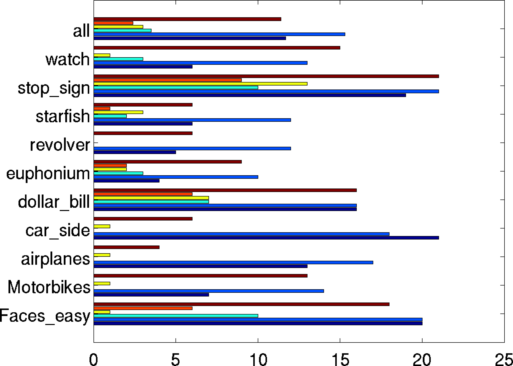 all
watch
stop_sign
starfish
revolver
euphonium
dollar_bill
car_side
airplanes
Motorbikes
Faces_easy
0 5 10 15 20 25